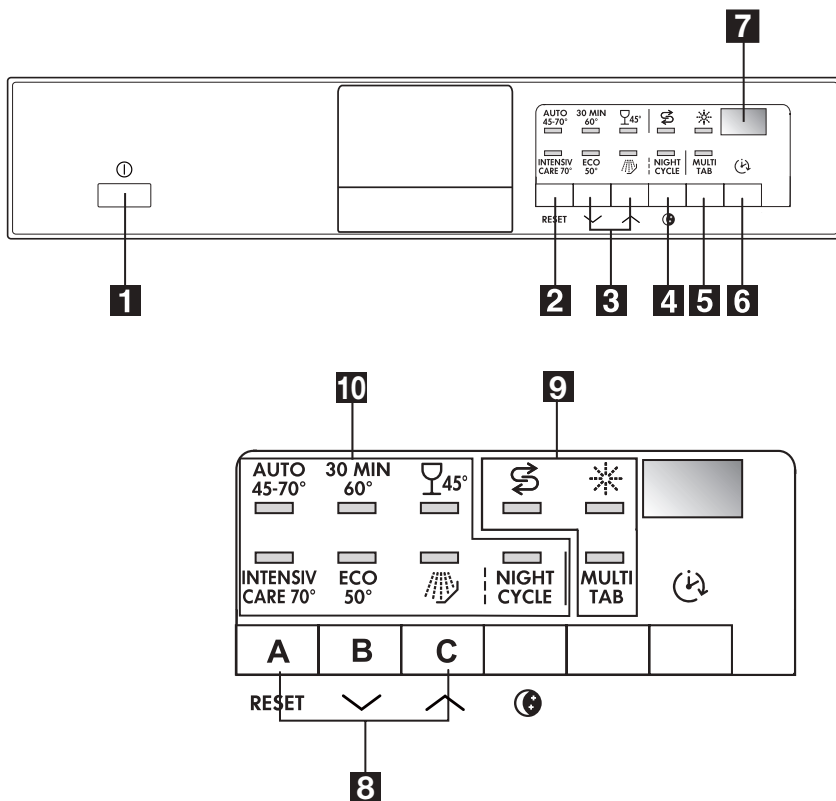 7
AUTO 30 MIN
45-70° 60° 45°
INTENSIV ECO NIGHT MULTI
CARE 70° 50° CYCLE TAB
RESET
1 2 3 4 5 6
10 9
AUTO 30 MIN
45-70° 60° 45°
INTENSIV ECO NIGHT MULTI
CARE 70° 50° CYCLE TAB
A B C
RESET
8